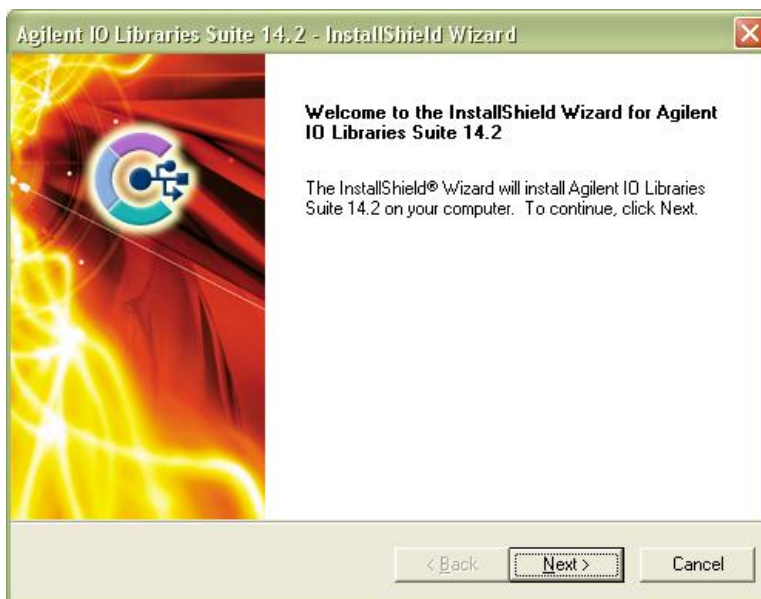 Agilent IO Libraries Suite 14.2 - InstallShield Wizard
Welcome to the InstallShield Wizard for Agilent
IO Libraries Suite 14.2
The InstallShield® Wizard will install Agilent IO Libraries
Suite 14.2 on your computer. To continue, click Next.
< Back
Next >
Cancel